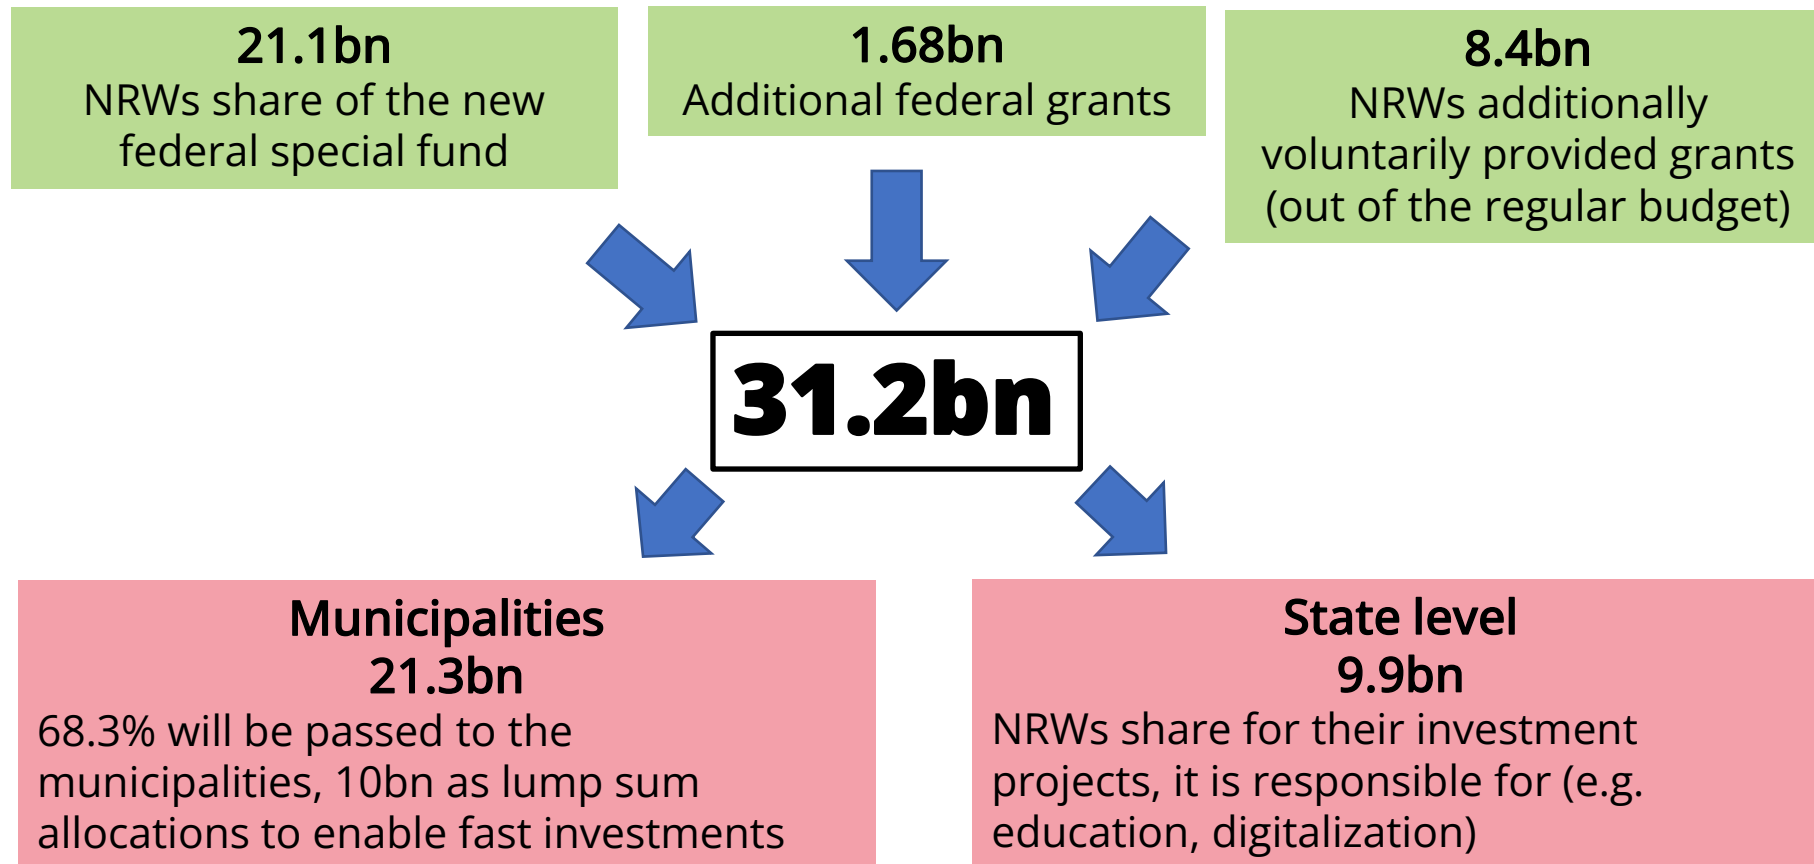 21.1bn
NRWs share of the new
federal special fund
1.68bn
Additional federal grants
8.4bn
NRWs additionally
voluntarily provided grants
(out of the regular budget)
31.2bn
Municipalities
21.3bn
68.3% will be passed to the
municipalities, 10bn as lump sum
allocations to enable fast investments
State level
9.9bn
NRWs share for their investment
projects, it is responsible for (e.g.
education, digitalization)